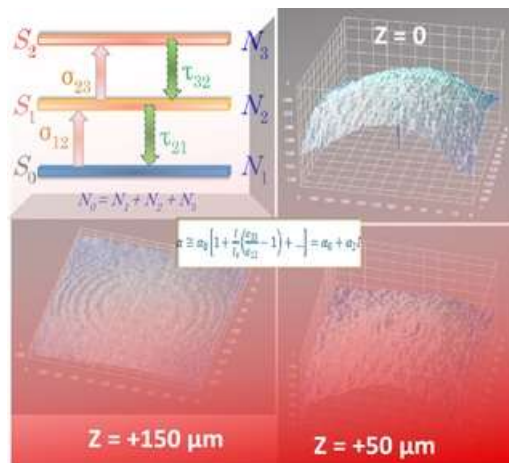 S₂ N₃
σ₂₃ τ₃₂
S₁ N₂
σ₁₂ τ₂₁
S₀ N₁
N₀ = N₁ + N₂ + N₃
Z = 0
Z = +150 μm
Z = +50 μm